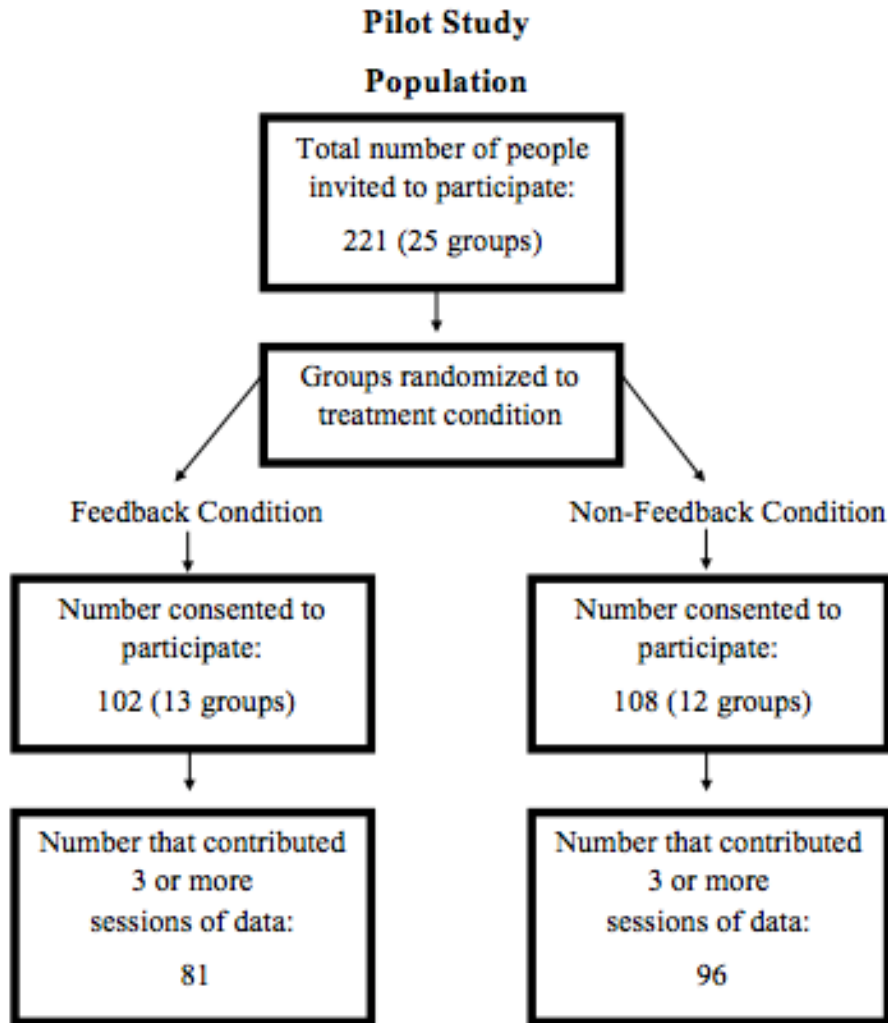 Pilot Study
Population
Total number of people
invited to participate:
221 (25 groups)
Groups randomized to
treatment condition
Feedback Condition
Non-Feedback Condition
Number consented to
participate:
102 (13 groups)
Number consented to
participate:
108 (12 groups)
Number that contributed
3 or more
sessions of data:
81
Number that contributed
3 or more
sessions of data:
96